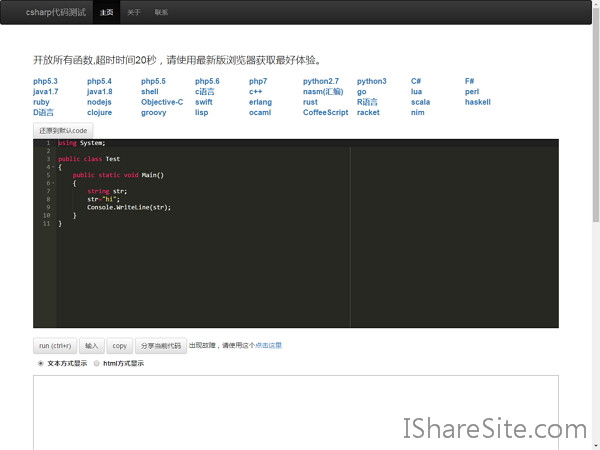 csharp代码测试 主页 关于 联系
开放所有函数,超时时间20秒，请使用最新版浏览器获取最好体验。
php5.3 php5.4 php5.5 php5.6 php7 python2.7 python3 C# F#
java1.7 java1.8 shell c语言 c++ nasm(汇编) go lua perl
ruby nodejs Objective-C swift erlang rust R语言 scala haskell
D语言 clojure groovy lisp ocaml CoffeeScript racket nim
还原到默认code
1 using System;
2
3 public class Test
4 {
5 public static void Main()
6 {
7 string str;
8 str="hi";
9 Console.WriteLine(str);
10 }
11 }
run (ctrl+r) 输入 copy 分享当前代码 出现故障，请使用这个点击这里
文本方式显示 html方式显示
IShareSite.com